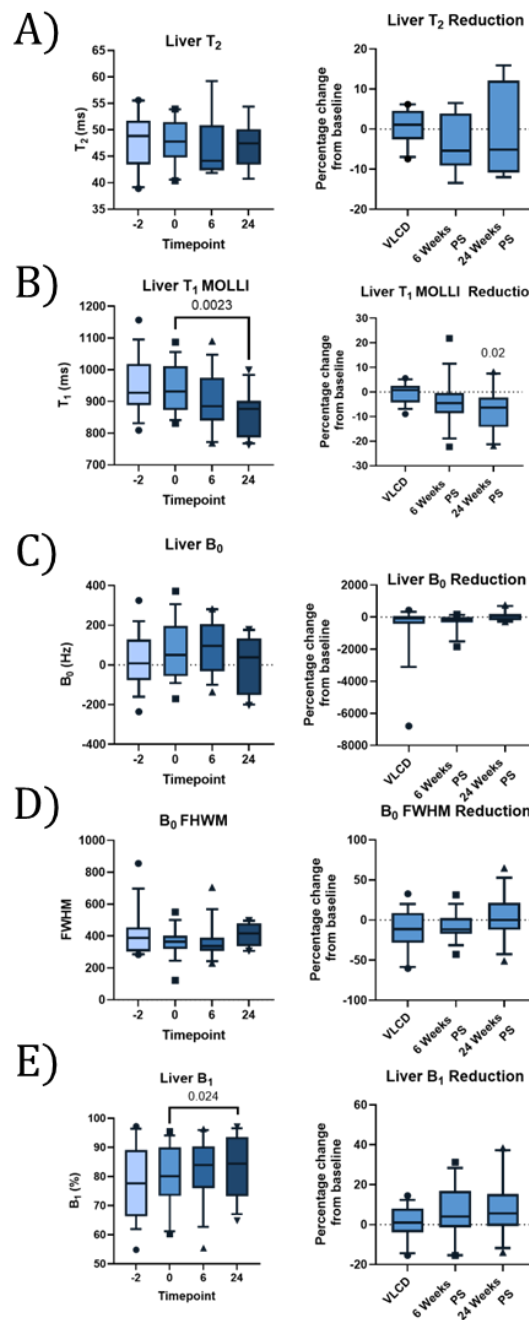 A)
Liver T₂
T₂ (ms)
65
60
55
50
45
40
35
-2 0 6 24
Timepoint
Liver T₂ Reduction
Percentage change
from baseline
20
10
0
-10
-20
VLCD
6 Weeks PS
24 Weeks PS
B)
Liver T₁ MOLLI
0.0023
T₁ (ms)
1200
1100
1000
900
800
700
-2 0 6 24
Timepoint
Liver T₁ MOLLI Reduction
0.02
Percentage change
from baseline
30
20
10
0
-10
-20
-30
VLCD
6 Weeks PS
24 Weeks PS
C)
Liver B₀
B₀ (Hz)
400
200
0
-200
-400
-2 0 6 24
Timepoint
Liver B₀ Reduction
Percentage change
from baseline
2000
0
-2000
-4000
-6000
-8000
VLCD
6 Weeks PS
24 Weeks PS
D)
B₀ FHWM
FWHM
1000
800
600
400
200
0
-2 0 6 24
Timepoint
B₀ FWHM Reduction
Percentage change
from baseline
100
50
0
-50
-100
VLCD
6 Weeks PS
24 Weeks PS
E)
Liver B₁
0.024
B₁ (%)
100
90
80
70
60
50
-2 0 6 24
Timepoint
Liver B₁ Reduction
Percentage change
from baseline
60
40
20
0
-20
VLCD
6 Weeks PS
24 Weeks PS